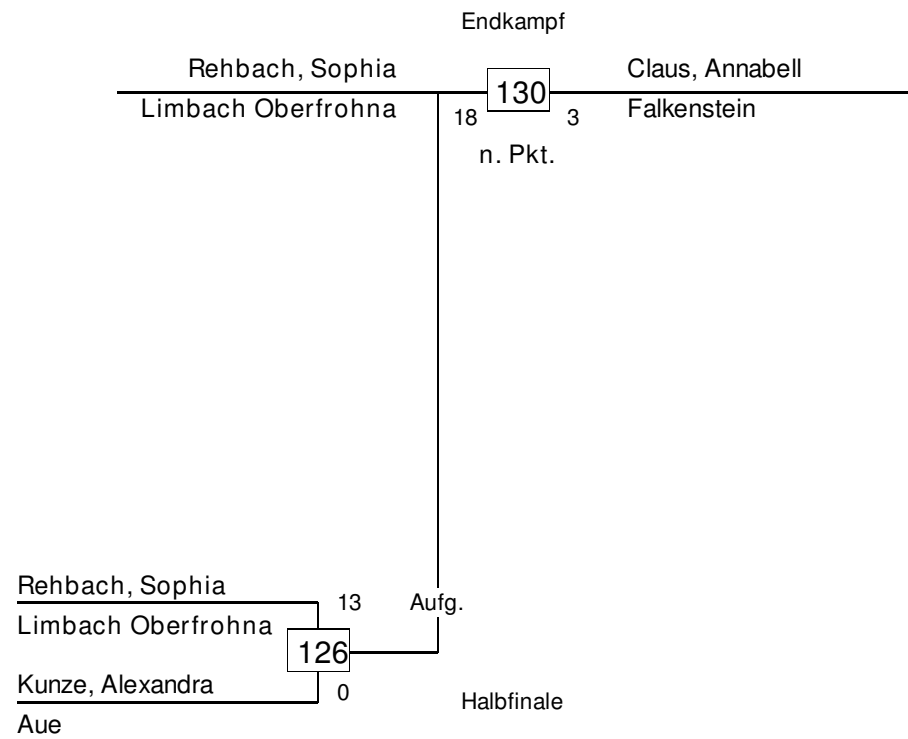 Endkampf
Rehbach, Sophia
130
Claus, Annabell
Limbach Oberfrohna
18
3
Falkenstein
n. Pkt.
Rehbach, Sophia
13
Aufg.
Limbach Oberfrohna
126
Kunze, Alexandra
0
Halbfinale
Aue